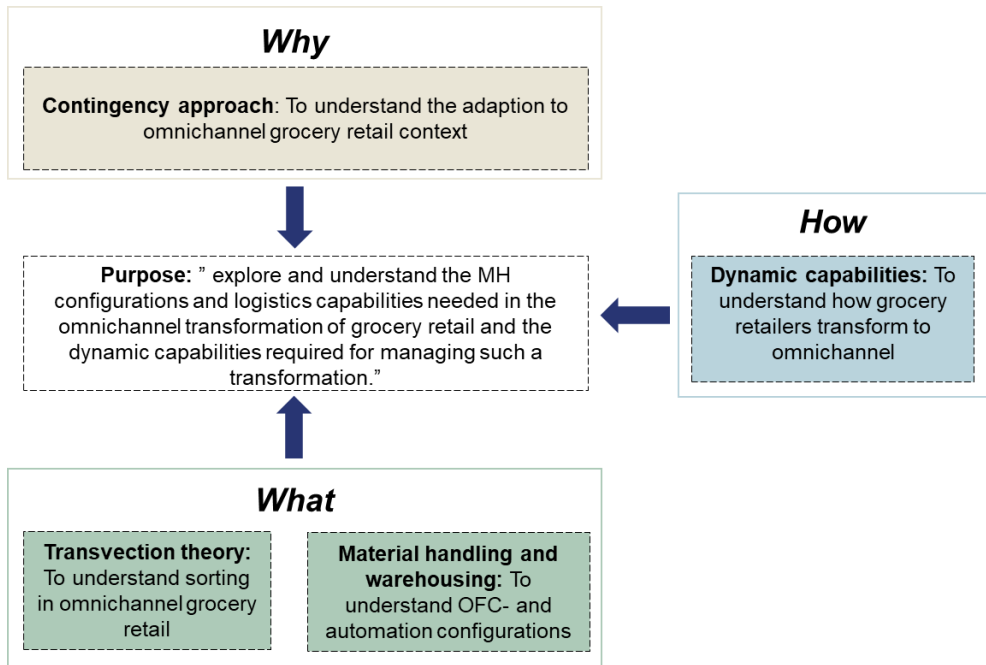 Why
Contingency approach: To understand the adaption to
omnichannel grocery retail context
How
Purpose: ” explore and understand the MH
configurations and logistics capabilities needed in the
omnichannel transformation of grocery retail and the
dynamic capabilities required for managing such a
transformation.”
Dynamic capabilities: To
understand how grocery
retailers transform to
omnichannel
What
Transvection theory:
To understand sorting
in omnichannel grocery
retail
Material handling and
warehousing: To
understand OFC- and
automation configurations